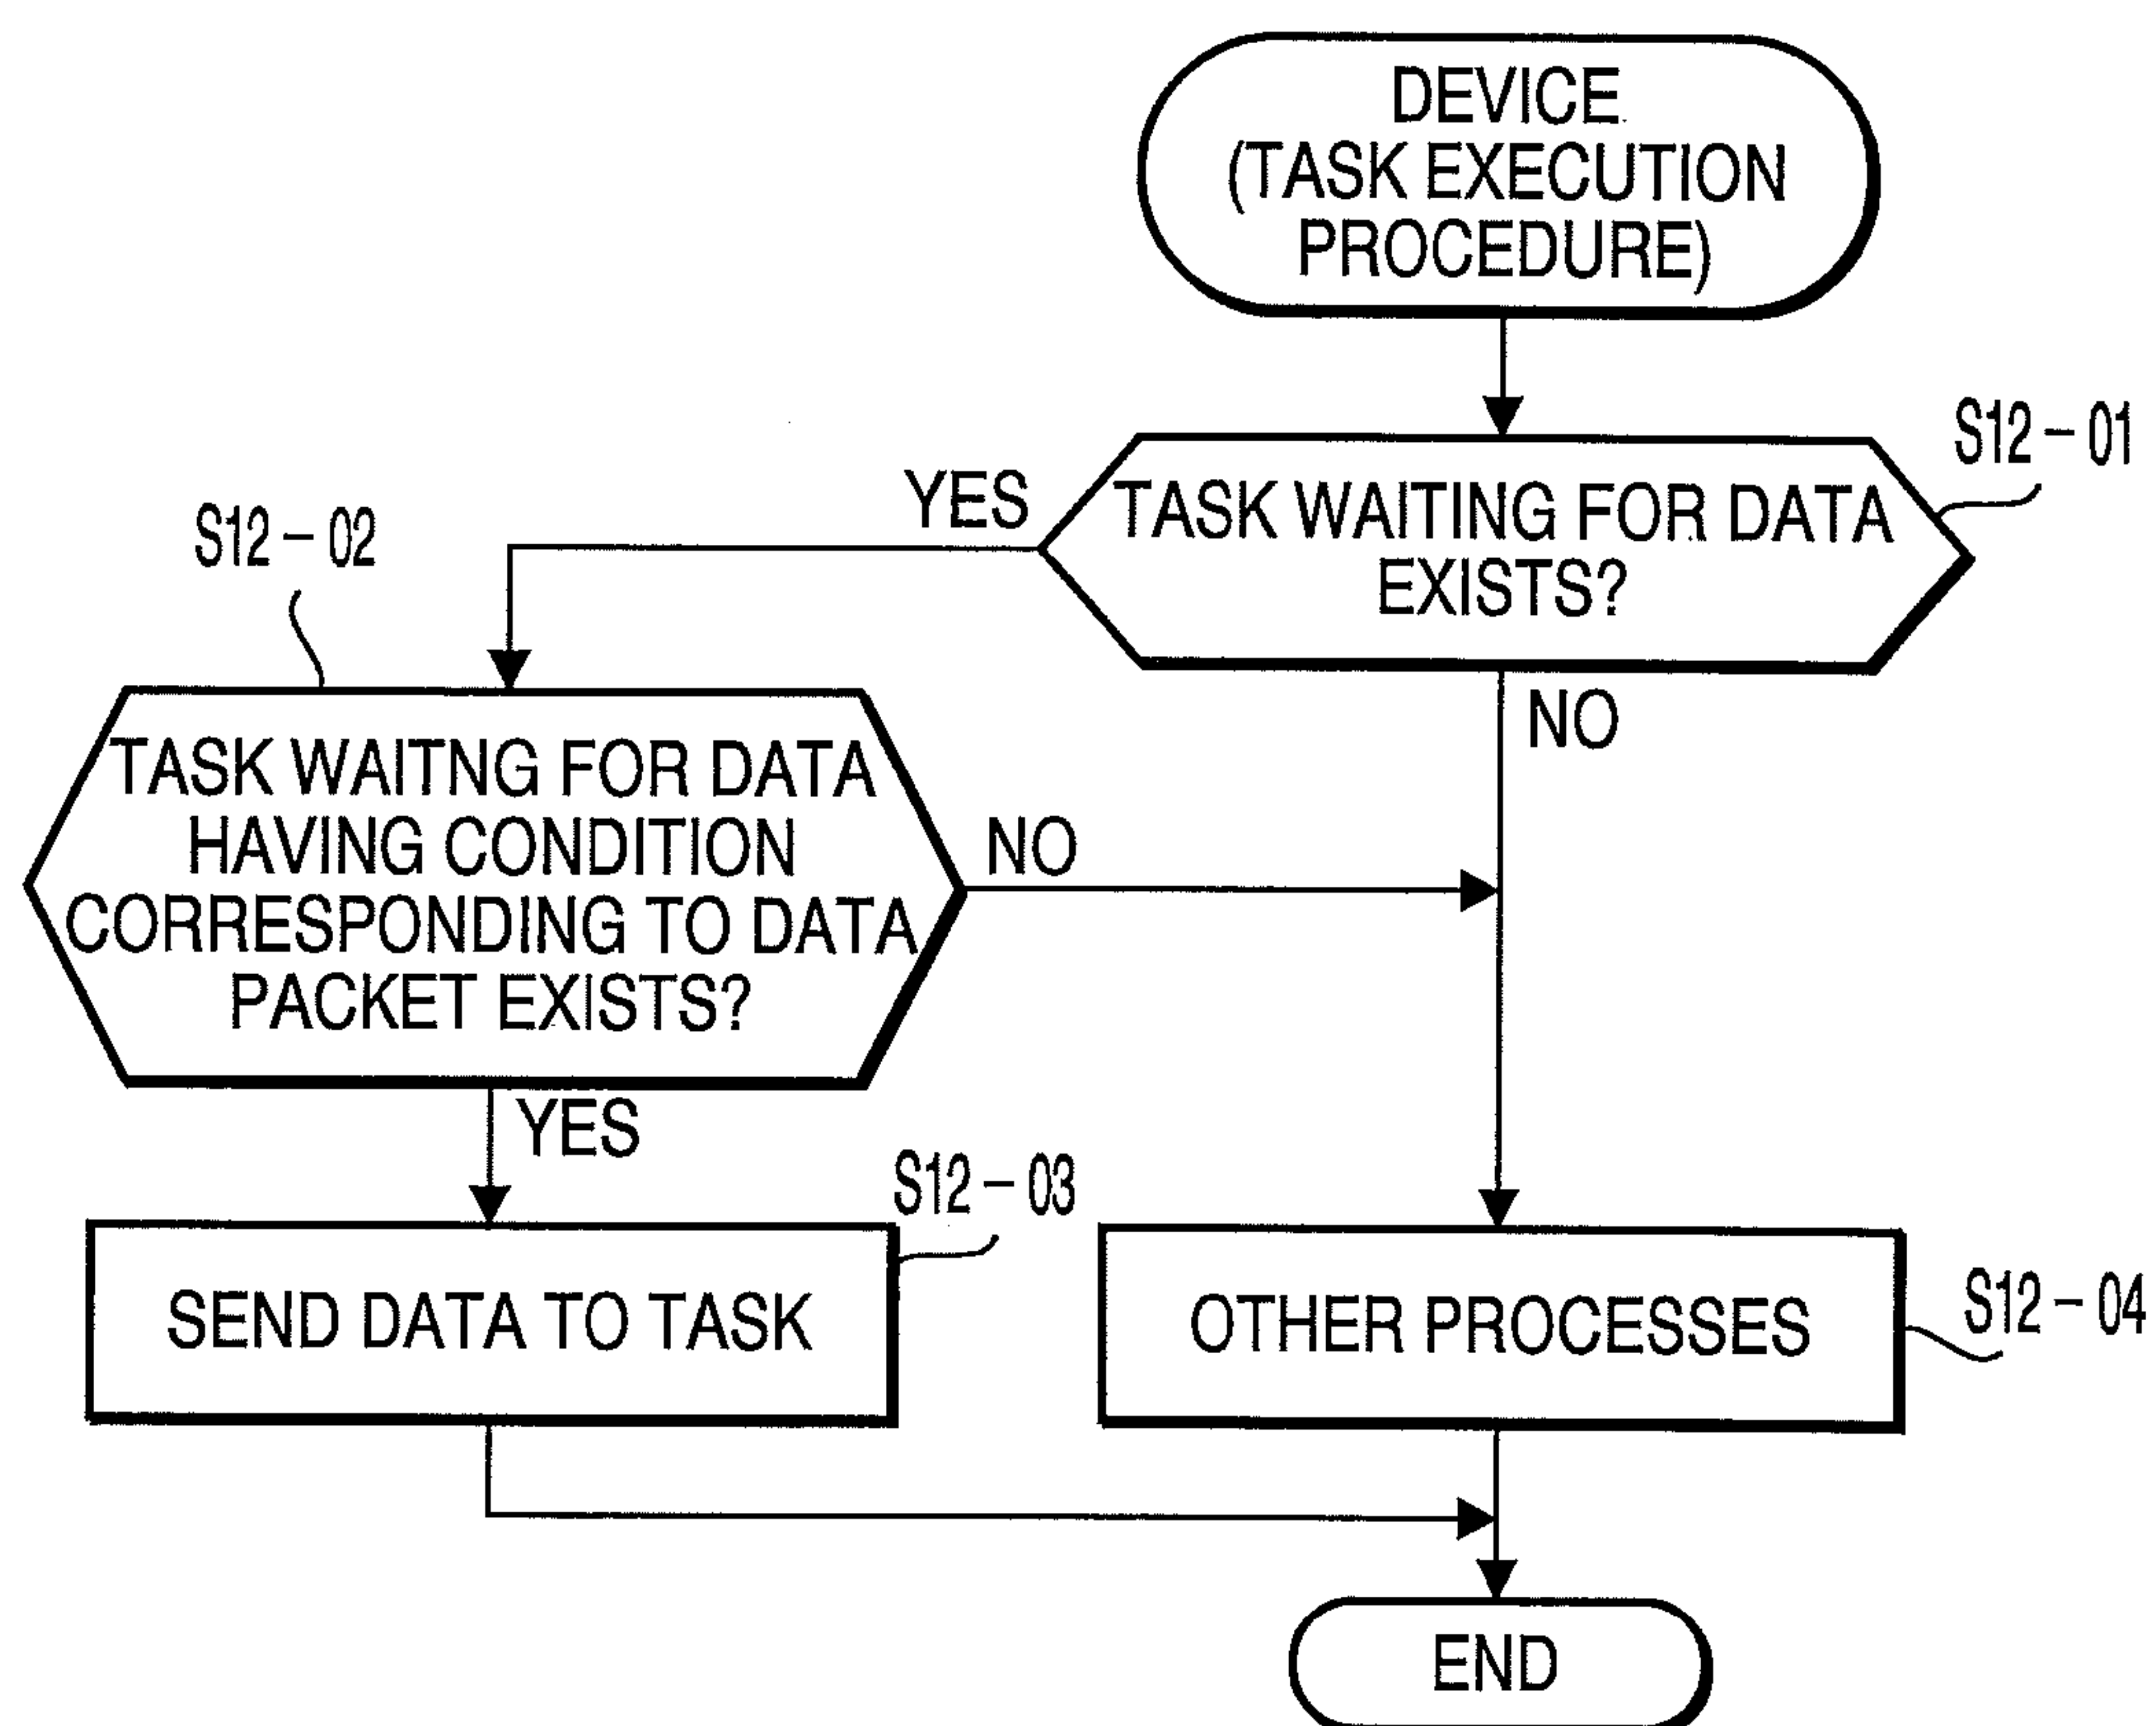 DEVICE
(TASK EXECUTION
PROCEDURE)
S12-01
TASK WAITING FOR DATA
EXISTS?
YES
NO
S12-02
TASK WAITNG FOR DATA
HAVING CONDITION
CORRESPONDING TO DATA
PACKET EXISTS?
NO
YES
S12-03
SEND DATA TO TASK
OTHER PROCESSES
S12-04
END